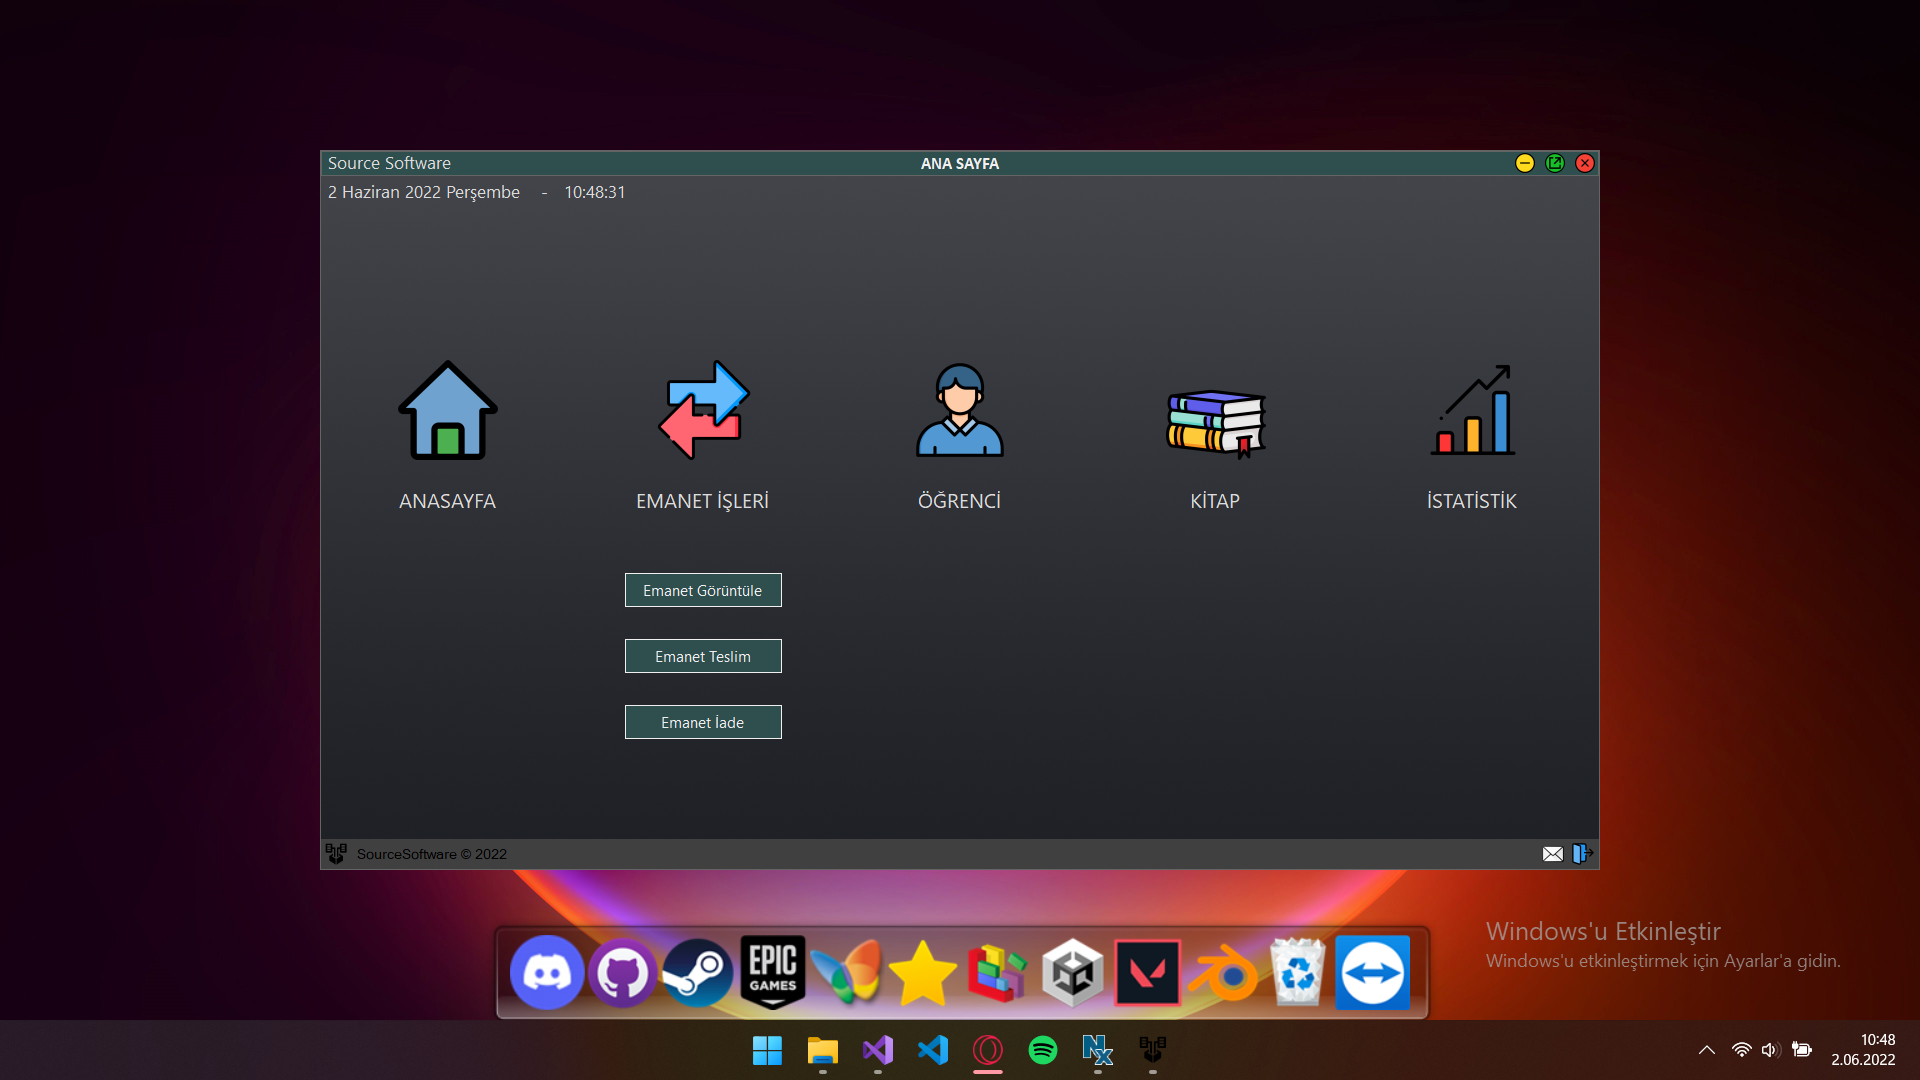 Source Software
ANA SAYFA
2 Haziran 2022 Perşembe - 10:48:31
ANASAYFA
EMANET İŞLERİ
ÖĞRENCİ
KİTAP
İSTATİSTİK
Emanet Görüntüle
Emanet Teslim
Emanet İade
SourceSoftware © 2022
Windows'u Etkinleştir
Windows'u etkinleştirmek için Ayarlar'a gidin.
EPIC
GAMES
10:48
2.06.2022